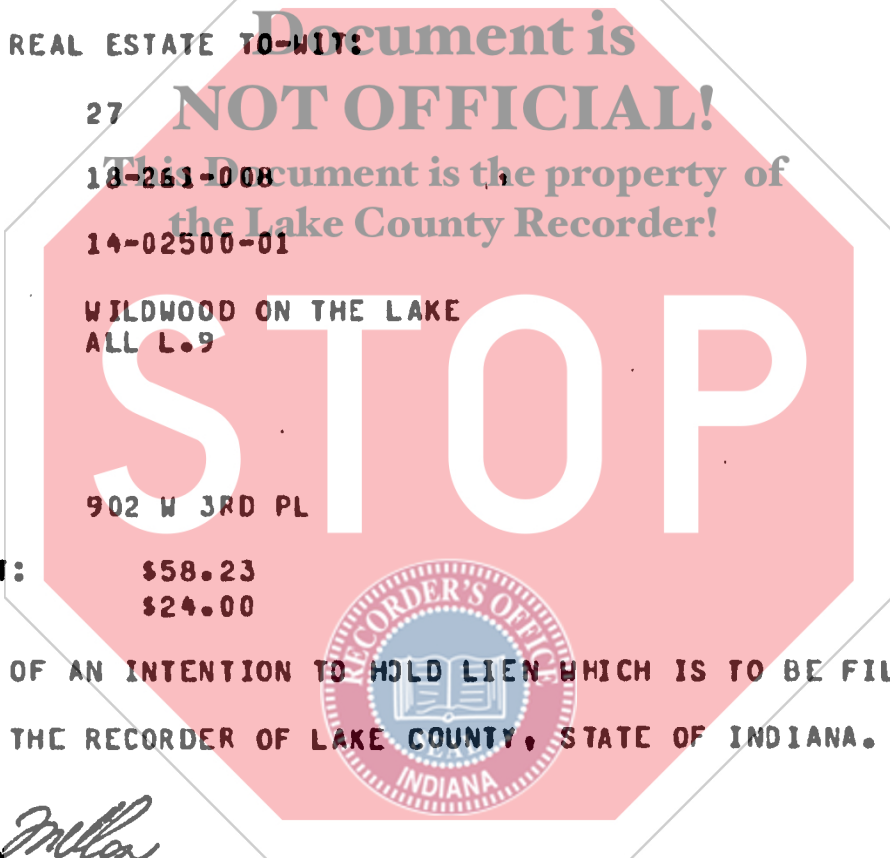 Document is
REAL ESTATE TO-WIT:
NOT OFFICIAL!
27
This Document is the property of
18-261-008
the Lake County Recorder!
14-02500-01
WILDWOOD ON THE LAKE
ALL L.9
STOP
902 W 3RD PL
T: $58.23
$24.00
RECORDER'S OFFICE
OF AN INTENTION TO HOLD LIEN WHICH IS TO BE FIL
SEAL
THE RECORDER OF LAKE COUNTY, STATE OF INDIANA.
INDIANA